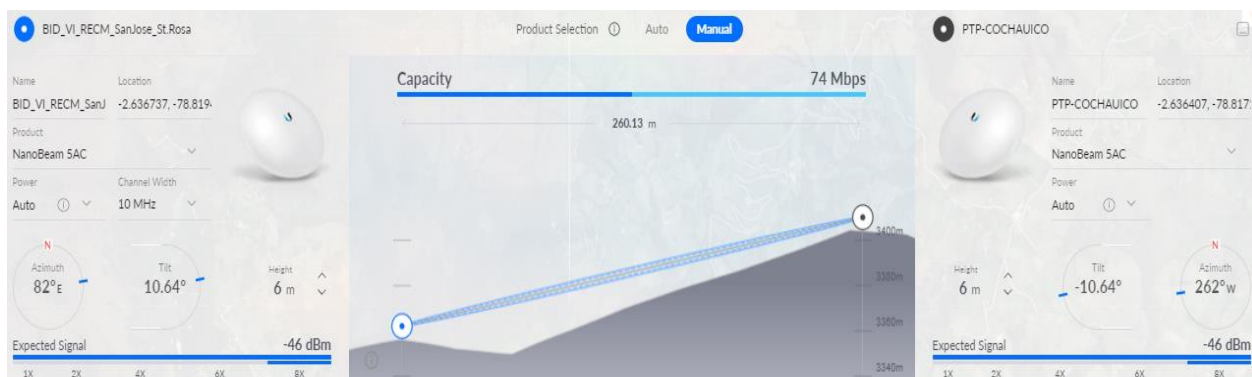 BID_VI_RECM_SanJose_St.Rosa
Name Location
BID_VI_RECM_SanJ -2.636737, -78.819
Product
NanoBeam 5AC
Power Channel Width
Auto 10 MHz
N
Azimuth
82°E
Tilt
10.64°
Height
6 m
Expected Signal -46 dBm
1X 2X 4X 6X 8X
Product Selection Auto Manual
Capacity 74 Mbps
260.13 m
3400m
3380m
3360m
3340m
PTP-COCHAUICO
Name Location
PTP-COCHAUICO -2.636407, -78.817
Product
NanoBeam 5AC
Power
Auto
Height
6 m
Tilt
-10.64°
N
Azimuth
262°W
Expected Signal -46 dBm
1X 2X 4X 6X 8X